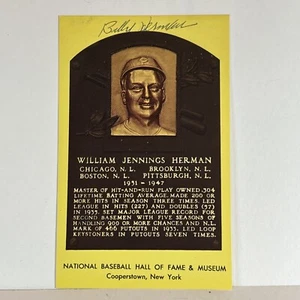 Billy Herman
WILLIAM JENNINGS HERMAN
CHICAGO, N. L. BROOKLYN, N. L.
BOSTON, N. L. PITTSBURGH, N. L.
1931 - 1947
MASTER OF HIT-AND-RUN PLAY OWNED .304
LIFETIME BATTING AVERAGE. MADE 200 OR
MORE HITS IN SEASON THREE TIMES. LED
LEAGUE IN HITS (227) AND DOUBLES (57)
IN 1935. SET MAJOR LEAGUE RECORD FOR
SECOND BASEMEN WITH FIVE SEASONS OF
HANDLING 900 OR MORE CHANCES AND N.L.
MARK OF 466 PUTOUTS IN 1933. LED LOOP
KEYSTONERS IN PUTOUTS SEVEN TIMES.
NATIONAL BASEBALL HALL OF FAME & MUSEUM
Cooperstown, New York